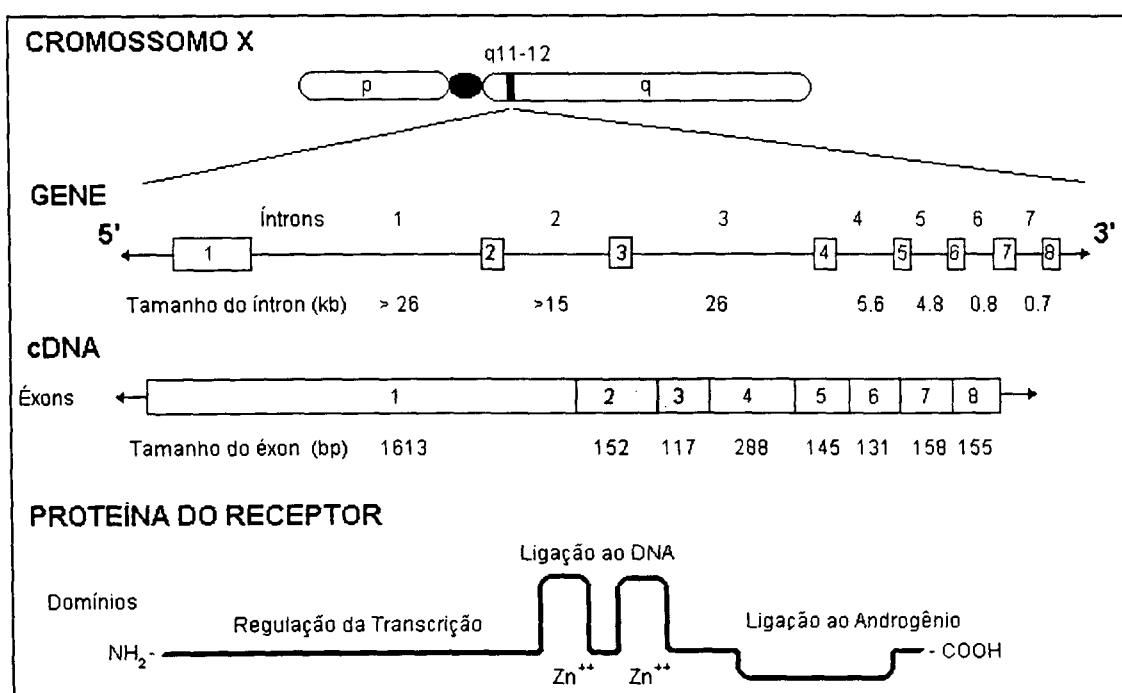 CROMOSSOMO X
q11-12
p q
GENE
Íntrons 1 2 3 4 5 6 7
5' 3'
1 2 3 4 5 6 7 8
Tamanho do íntron (kb) > 26 >15 26 5.6 4.8 0.8 0.7
cDNA
Éxons 1 2 3 4 5 6 7 8
Tamanho do éxon (bp) 1613 152 117 288 145 131 158 155
PROTEÍNA DO RECEPTOR
Ligação ao DNA
Domínios
Regulação da Transcrição Ligação ao Androgênio
NH2- - COOH
Zn++ Zn++